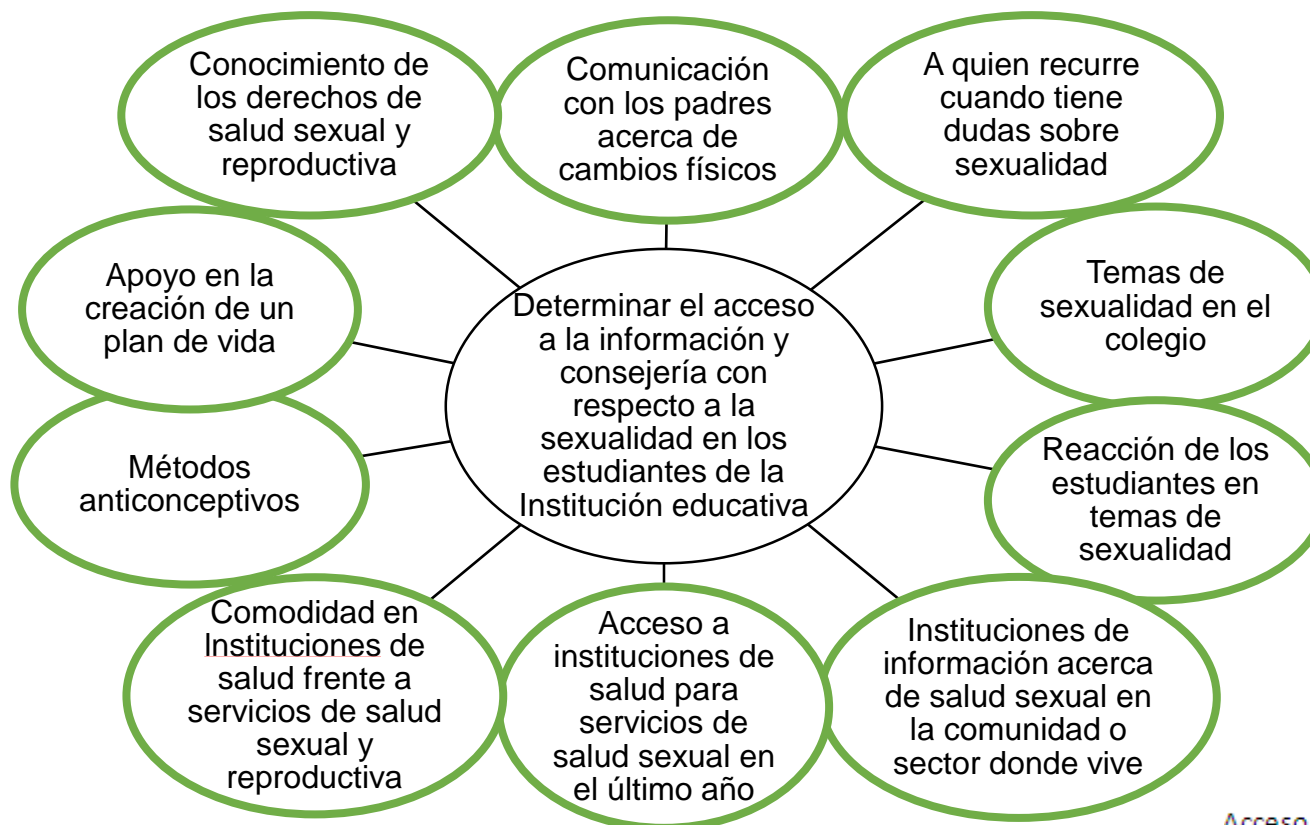 Conocimiento de
los derechos de
salud sexual y
reproductiva
Comunicación
con los padres
acerca de
cambios físicos
A quien recurre
cuando tiene
dudas sobre
sexualidad
Temas de
sexualidad en el
colegio
Reacción de los
estudiantes en
temas de
sexualidad
Instituciones de
información acerca
de salud sexual en
la comunidad o
sector donde vive
Acceso a
instituciones de
salud para
servicios de
salud sexual en
el último año
Comodidad en
Instituciones de
salud frente a
servicios de salud
sexual y
reproductiva
Métodos
anticonceptivos
Apoyo en la
creación de un
plan de vida
Determinar el acceso
a la información y
consejería con
respecto a la
sexualidad en los
estudiantes de la
Institución educativa
Acceso